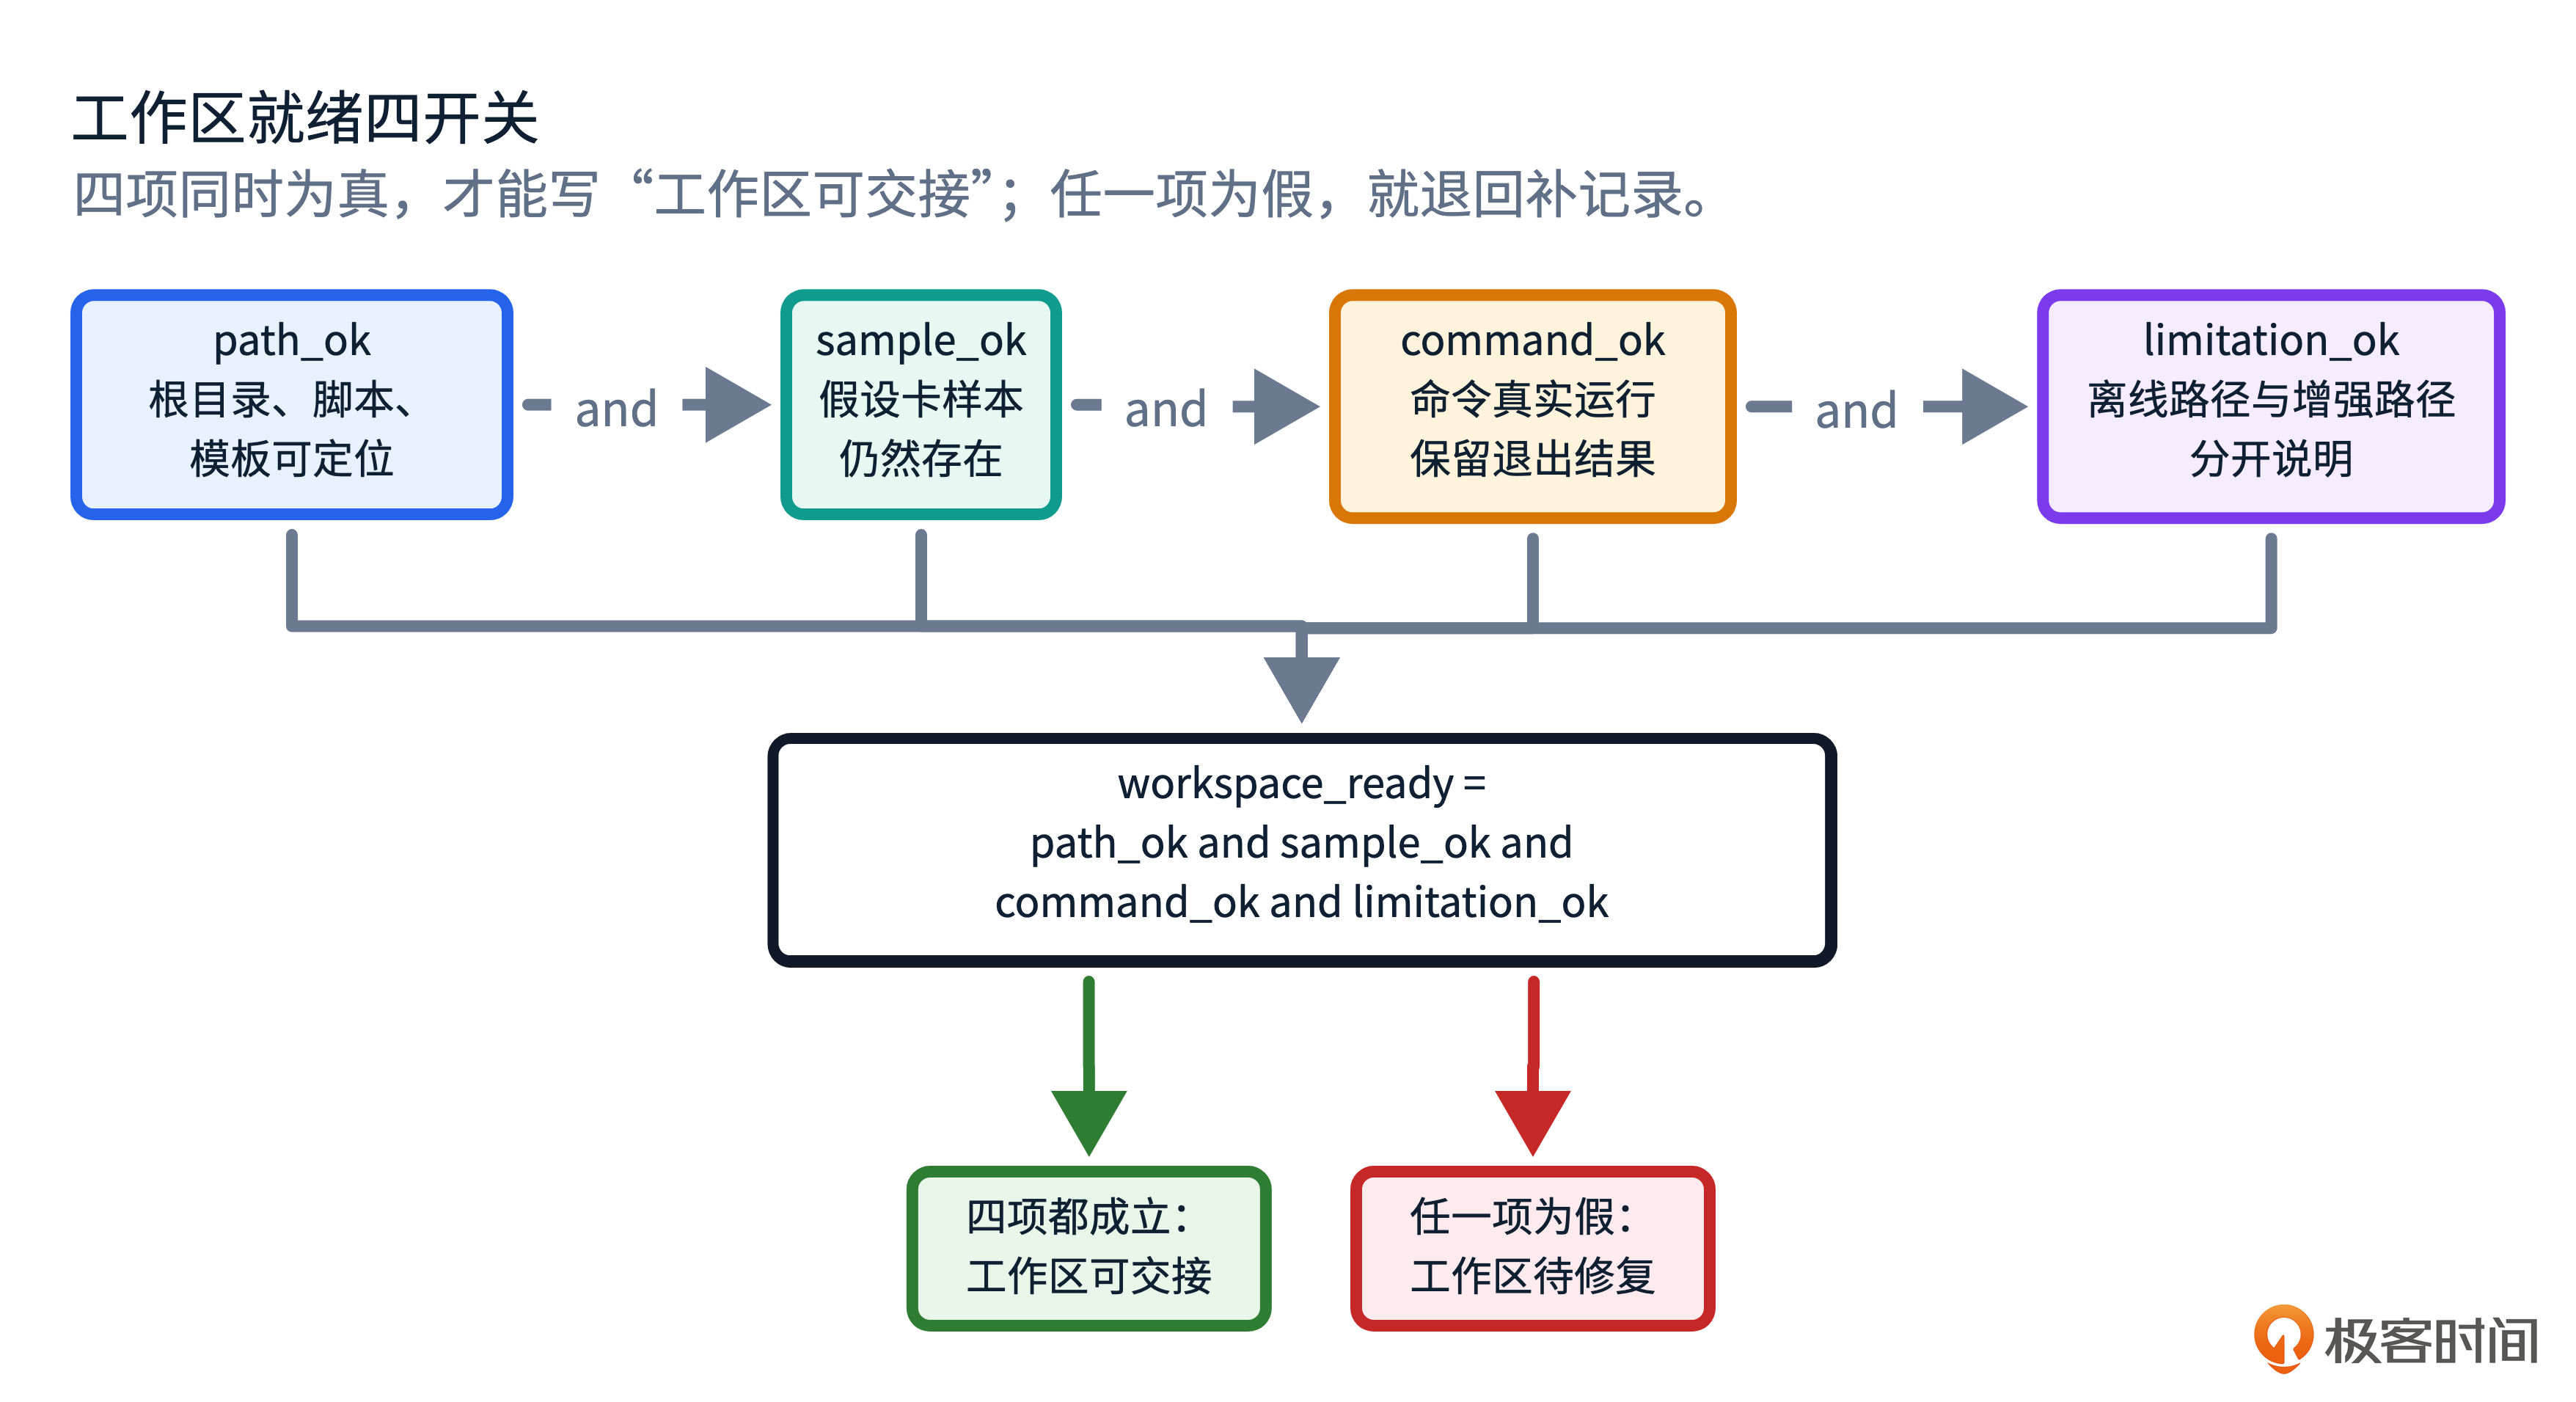 工作区就绪四开关
四项同时为真，才能写“工作区可交接”；任一项为假，就退回补记录。
path_ok
根目录、脚本、
模板可定位
and
sample_ok
假设卡样本
仍然存在
and
command_ok
命令真实运行
保留退出结果
and
limitation_ok
离线路径与增强路径
分开说明
workspace_ready =
path_ok and sample_ok and
command_ok and limitation_ok
四项都成立：
工作区可交接
任一项为假：
工作区待修复
极客时间